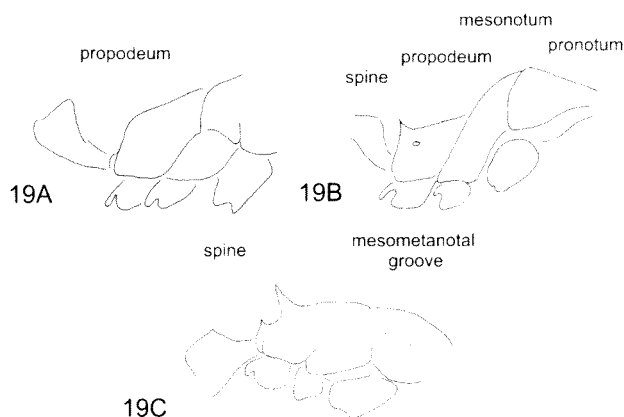 propodeum
19A
mesonotum
propodeum
pronotum
spine
19B
spine
mesometanotal
groove
19C